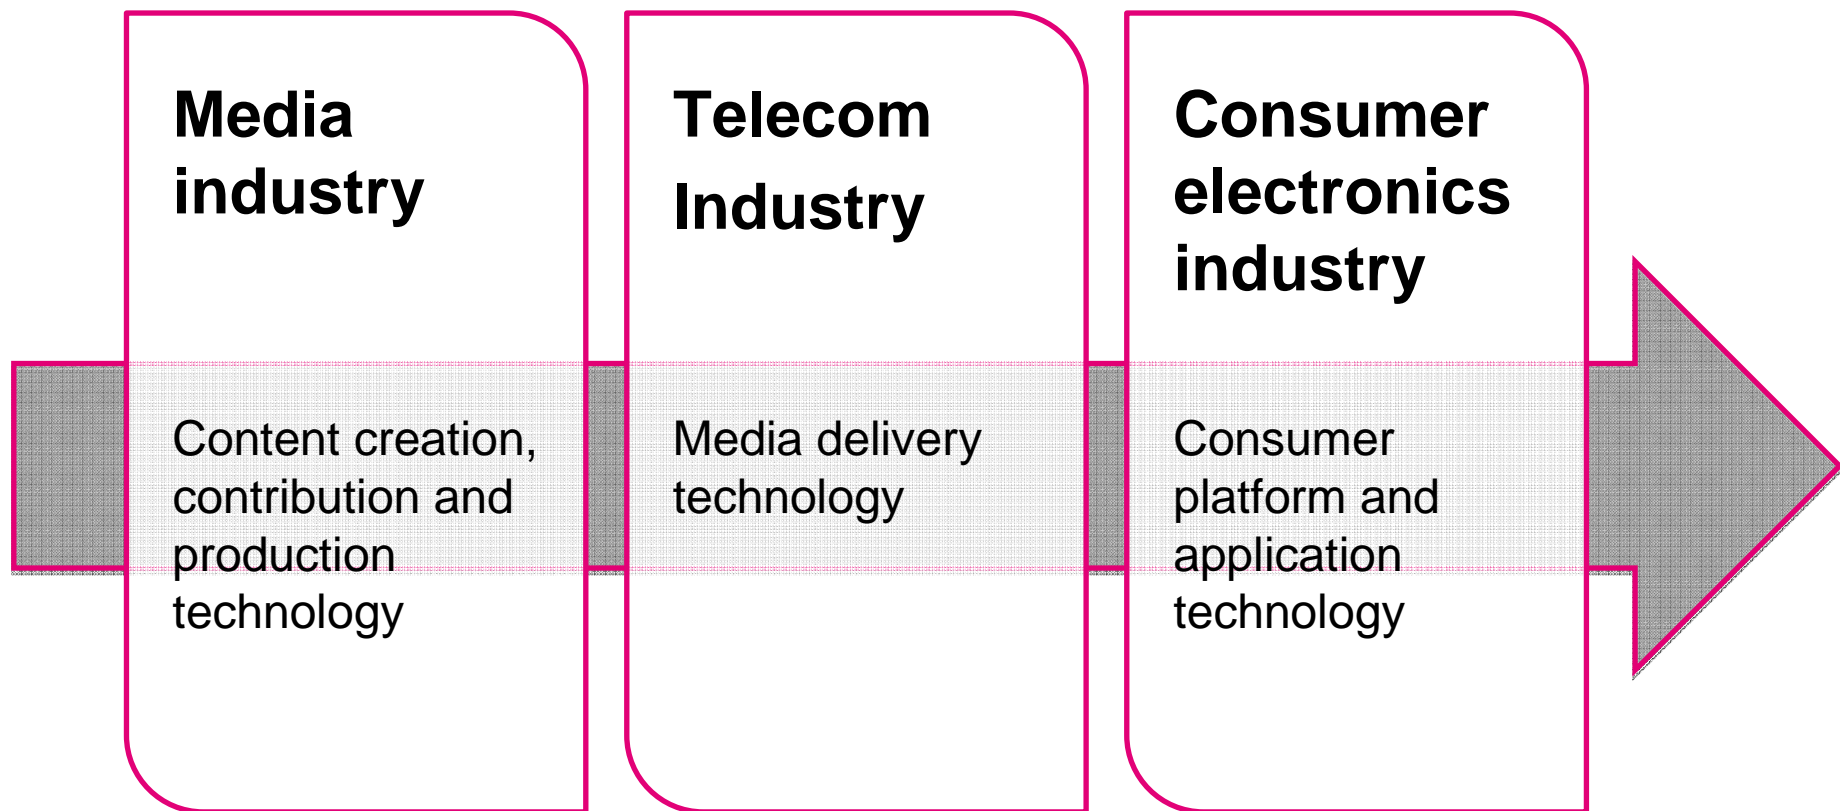 Media
industry
Content creation,
contribution and
production
technology
Telecom
Industry
Media delivery
technology
Consumer
electronics
industry
Consumer
platform and
application
technology